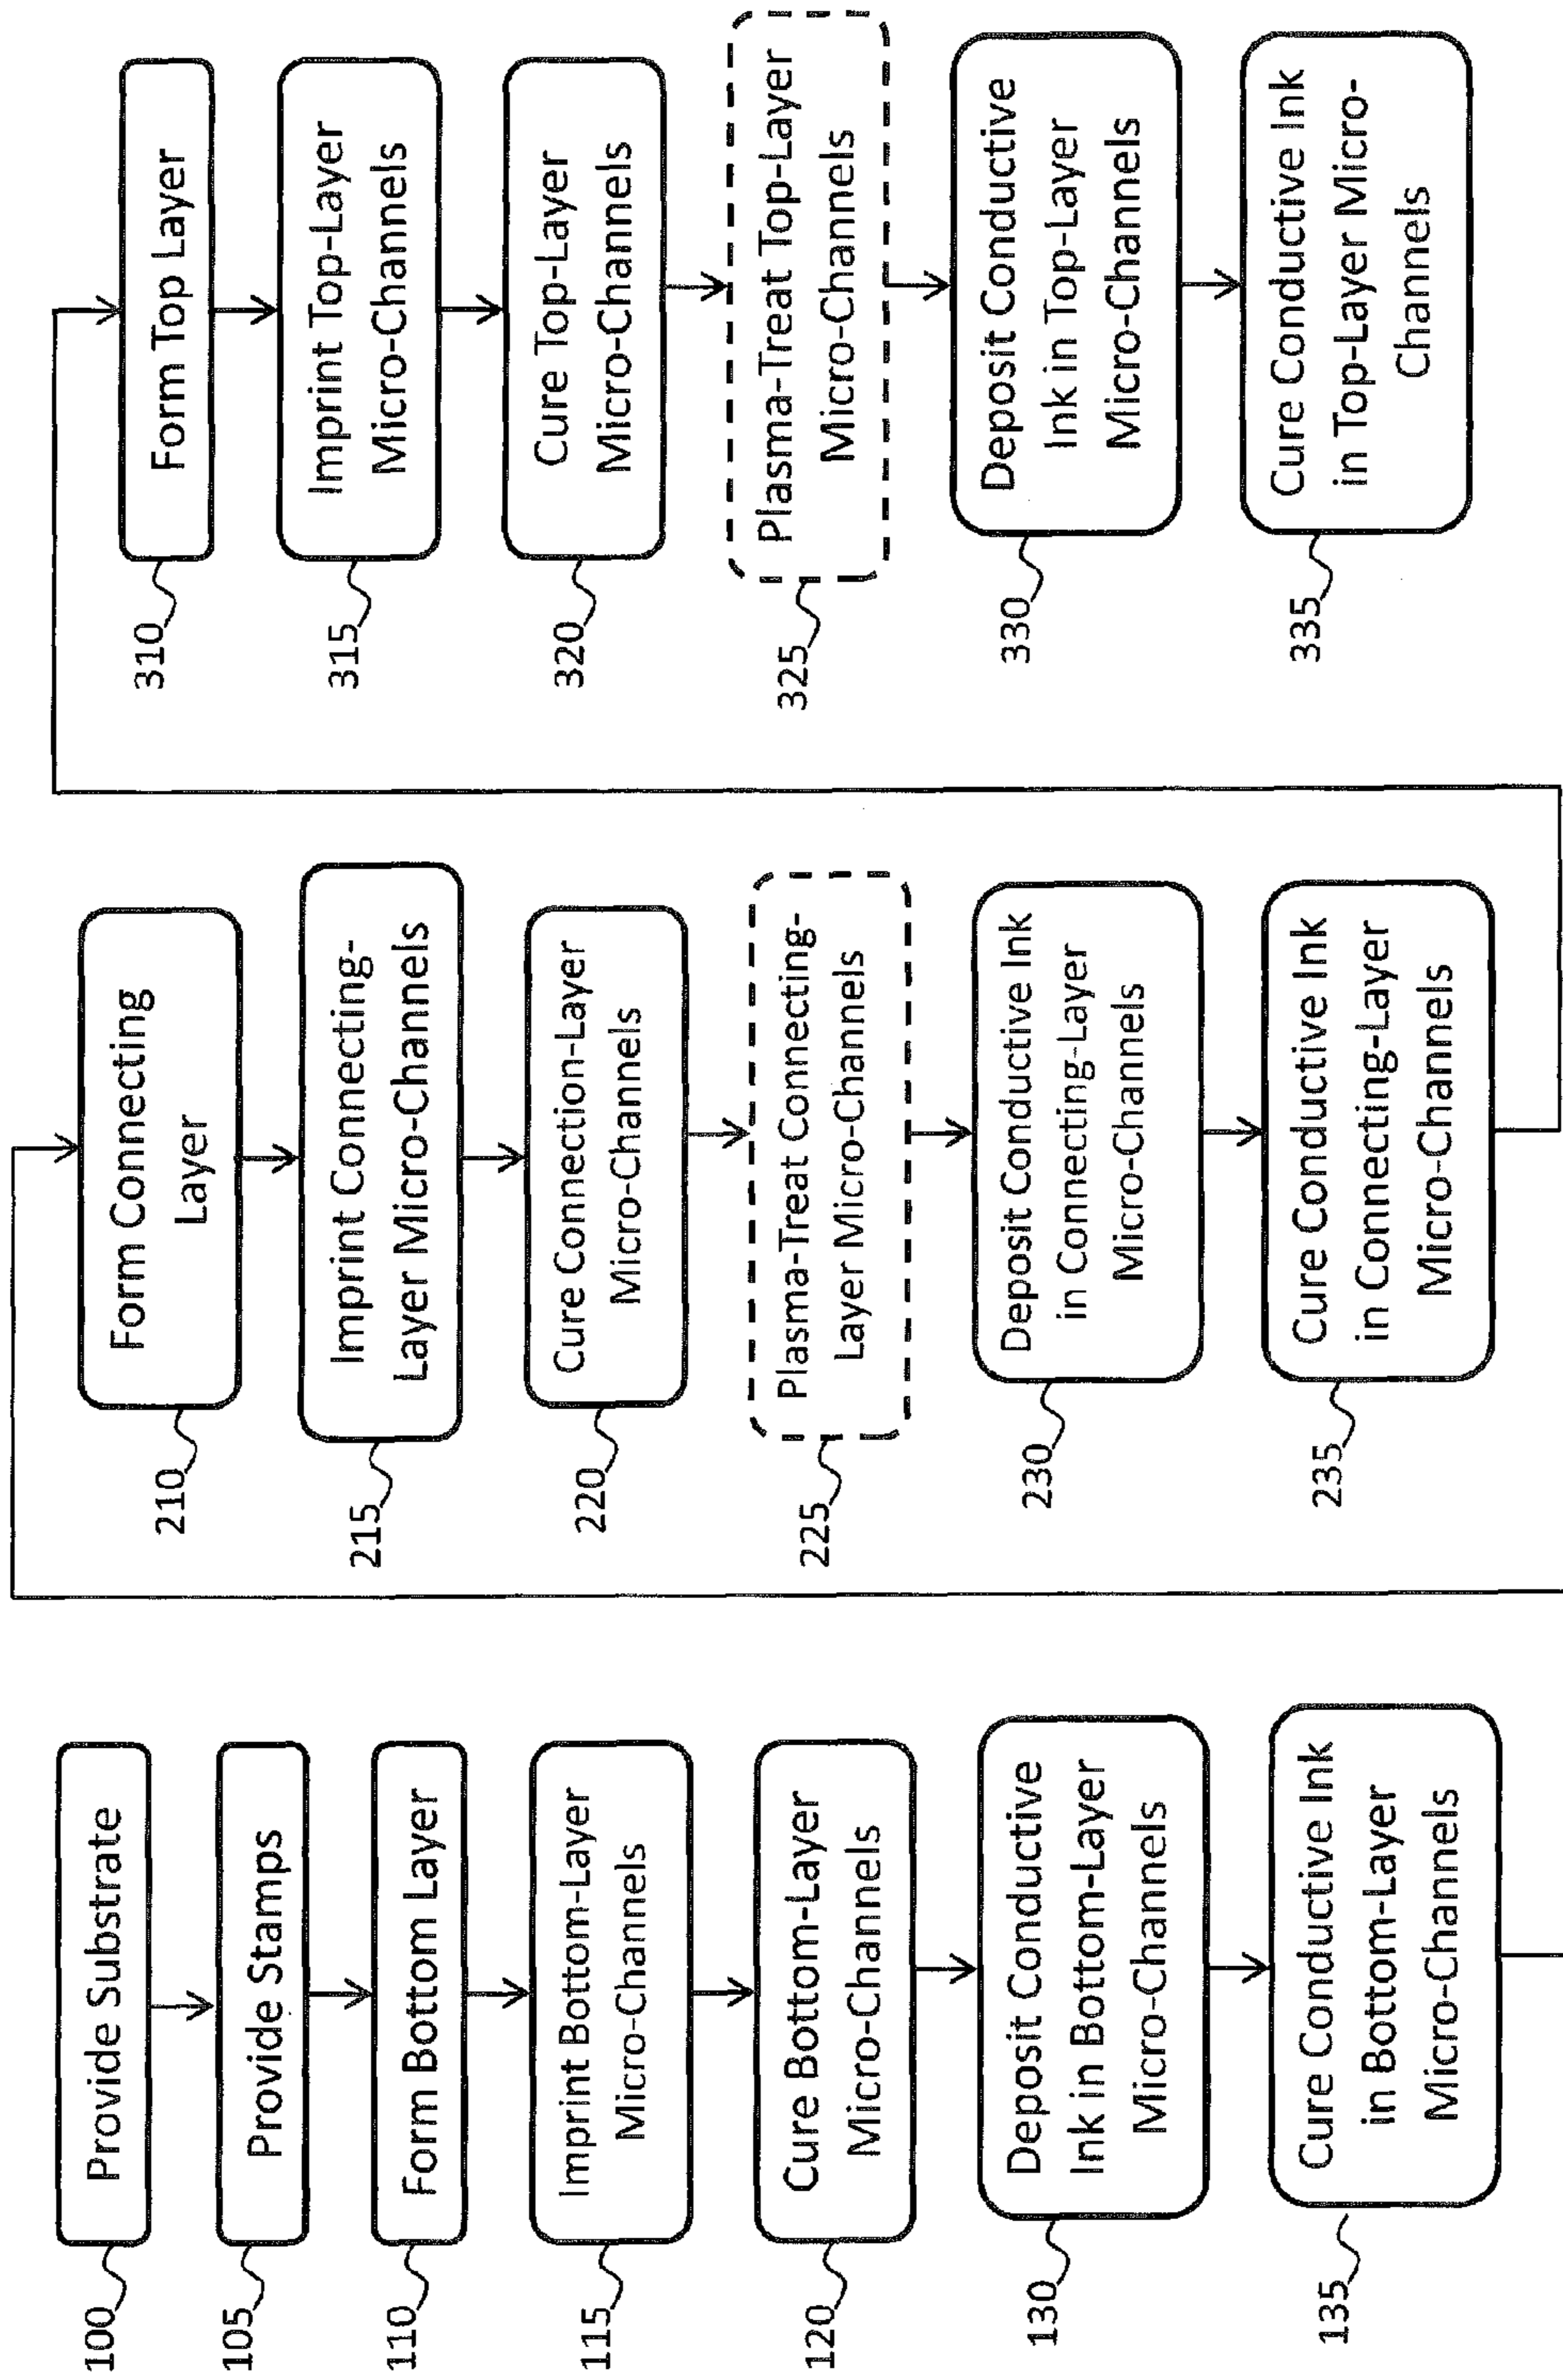 100
Provide Substrate
105
Provide Stamps
110
Form Bottom Layer
115
Imprint Bottom-Layer
Micro-Channels
120
Cure Bottom-Layer
Micro-Channels
130
Deposit Conductive
Ink in Bottom-Layer
Micro-Channels
135
Cure Conductive Ink
in Bottom-Layer
Micro-Channels
210
Form Connecting
Layer
215
Imprint Connecting-
Layer Micro-Channels
220
Cure Connection-Layer
Micro-Channels
225
Plasma-Treat Connecting-
Layer Micro-Channels
230
Deposit Conductive Ink
in Connecting-Layer
Micro-Channels
235
Cure Conductive Ink
in Connecting-Layer
Micro-Channels
310
Form Top Layer
315
Imprint Top-Layer
Micro-Channels
320
Cure Top-Layer
Micro-Channels
325
Plasma-Treat Top-Layer
Micro-Channels
330
Deposit Conductive
Ink in Top-Layer
Micro-Channels
335
Cure Conductive Ink
in Top-Layer Micro-
Channels